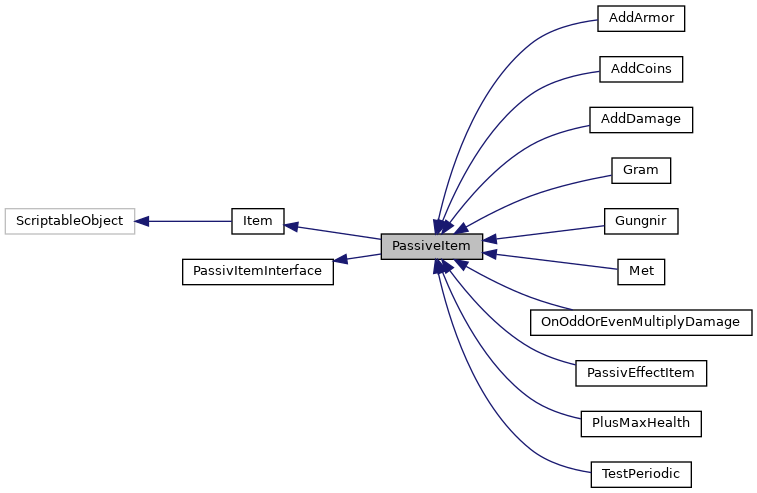 AddArmor
AddCoins
AddDamage
Gram
ScriptableObject
Item
Gungnir
PassiveItem
PassivItemInterface
Met
OnOddOrEvenMultiplyDamage
PassivEffectItem
PlusMaxHealth
TestPeriodic